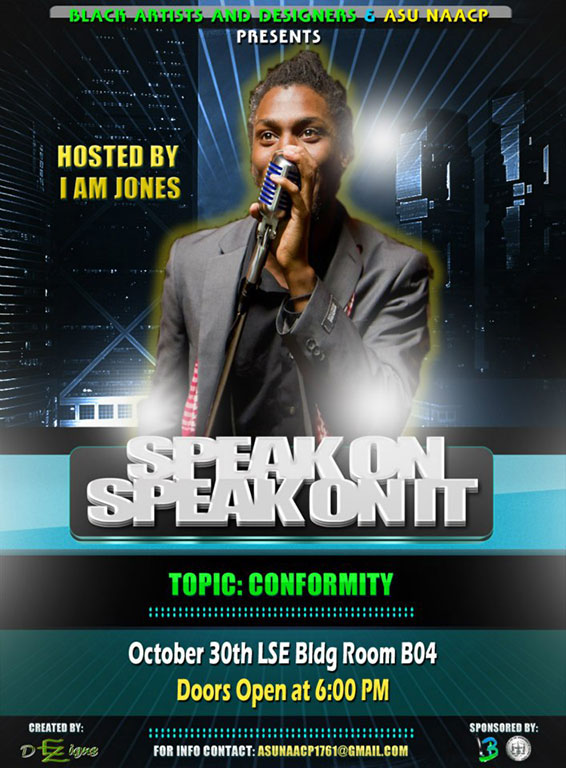 BLACK ARTISTS AND DESIGNERS & ASU NAACP
PRESENTS
HOSTED BY
I AM JONES
SPEAK ON
SPEAK ON IT
TOPIC: CONFORMITY
October 30th LSE Bldg Room B04
Doors Open at 6:00 PM
CREATED BY:
D EZ igns
FOR INFO CONTACT: ASUNAACP1761@GMAIL.COM
SPONSORED BY: